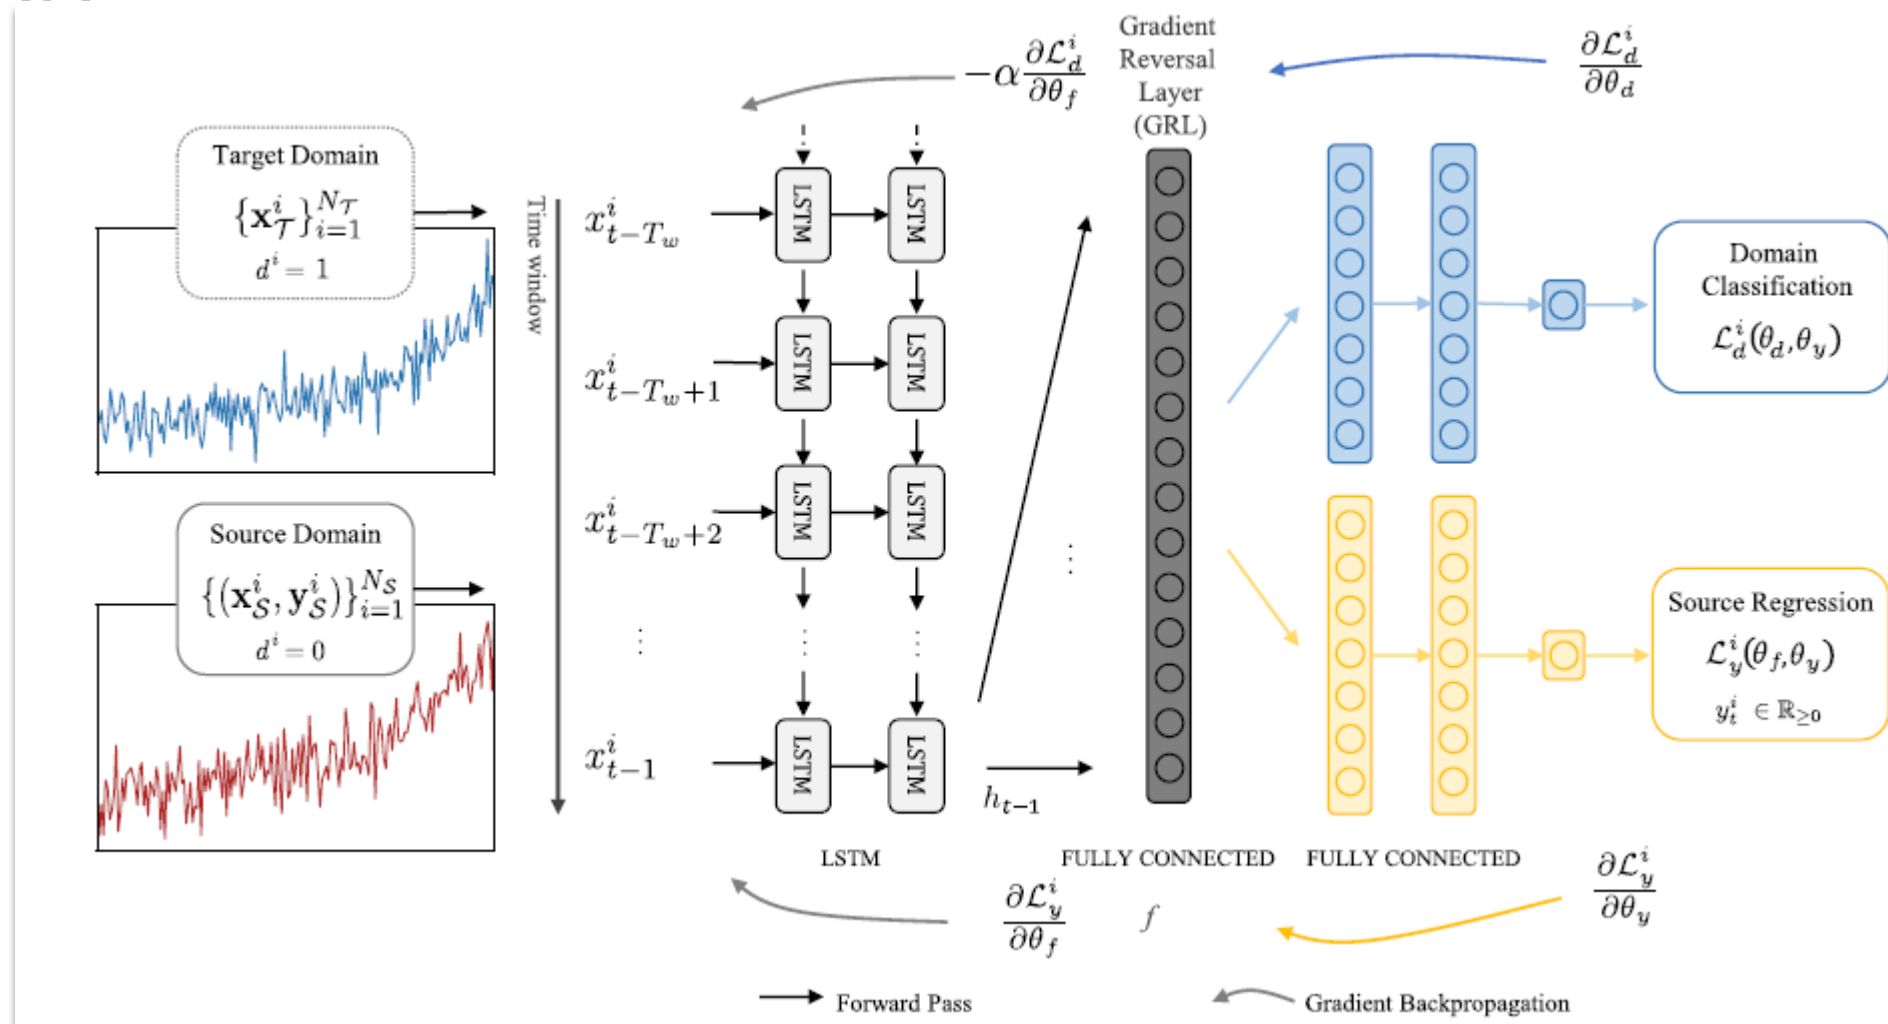 Gradient
Reversal
Layer
(GRL)
−α ∂ℒ_d^i / ∂θ_f
∂ℒ_d^i / ∂θ_d
Target Domain
{𝐱_𝒯^i}_{i=1}^{N_𝒯}
d^i = 1
Source Domain
{(𝐱_𝒮^i, 𝐲_𝒮^i)}_{i=1}^{N_𝒮}
d^i = 0
Time window
x_{t−T_w}^i
LSTM
LSTM
x_{t−T_w+1}^i
LSTM
LSTM
x_{t−T_w+2}^i
LSTM
LSTM
x_{t−1}^i
LSTM
LSTM
h_{t−1}
Domain
Classification
ℒ_d^i(θ_d,θ_y)
Source Regression
ℒ_y^i(θ_f,θ_y)
y_t^i ∈ ℝ_{≥0}
LSTM
FULLY CONNECTED
FULLY CONNECTED
∂ℒ_y^i / ∂θ_f
f
∂ℒ_y^i / ∂θ_y
Forward Pass
Gradient Backpropagation